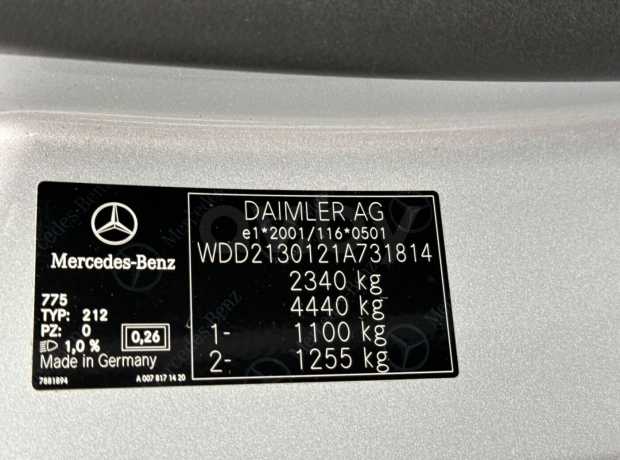 Mercedes-Benz
775
TYP: 212
PZ: 0
1,0 %
0,26
Made in Germany
7881894
A 007 817 14 20
DAIMLER AG
e1*2001/116*0501
WDD2130121A731814
2340 kg
4440 kg
1- 1100 kg
2- 1255 kg